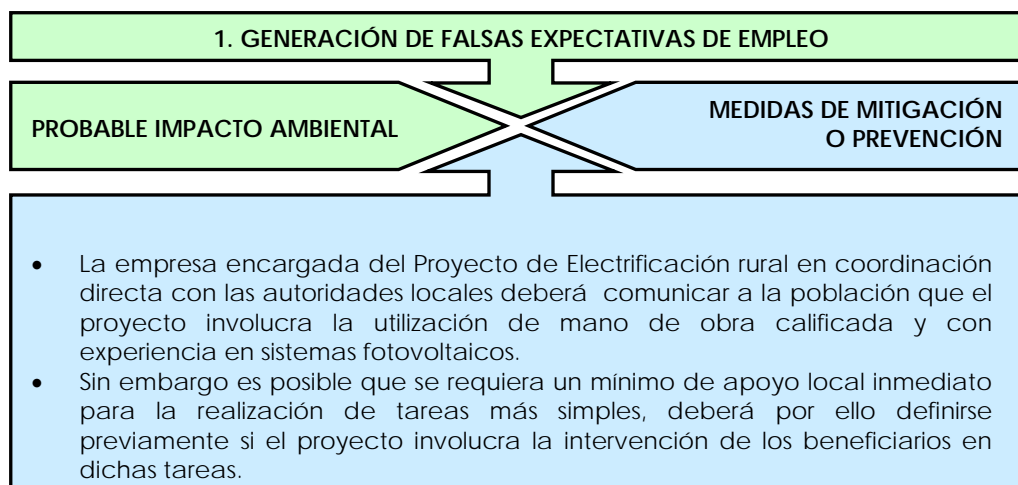 1. GENERACIÓN DE FALSAS EXPECTATIVAS DE EMPLEO
PROBABLE IMPACTO AMBIENTAL
MEDIDAS DE MITIGACIÓN
O PREVENCIÓN
• La empresa encargada del Proyecto de Electrificación rural en coordinación
directa con las autoridades locales deberá comunicar a la población que el
proyecto involucra la utilización de mano de obra calificada y con
experiencia en sistemas fotovoltaicos.
• Sin embargo es posible que se requiera un mínimo de apoyo local inmediato
para la realización de tareas más simples, deberá por ello definirse
previamente si el proyecto involucra la intervención de los beneficiarios en
dichas tareas.